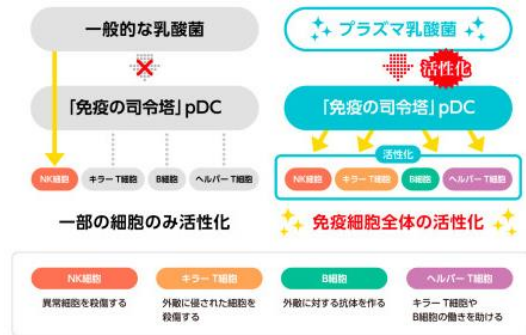 一般的な乳酸菌
「免疫の司令塔」pDC
NK細胞
キラーT細胞
B細胞
ヘルパーT細胞
一部の細胞のみ活性化
プラズマ乳酸菌
活性化
「免疫の司令塔」pDC
活性化
NK細胞
キラーT細胞
B細胞
ヘルパーT細胞
免疫細胞全体の活性化
NK細胞
異常細胞を殺傷する
キラーT細胞
外敵に侵された細胞を
殺傷する
B細胞
外敵に対する抗体を作る
ヘルパーT細胞
キラーT細胞や
B細胞の働きを助ける